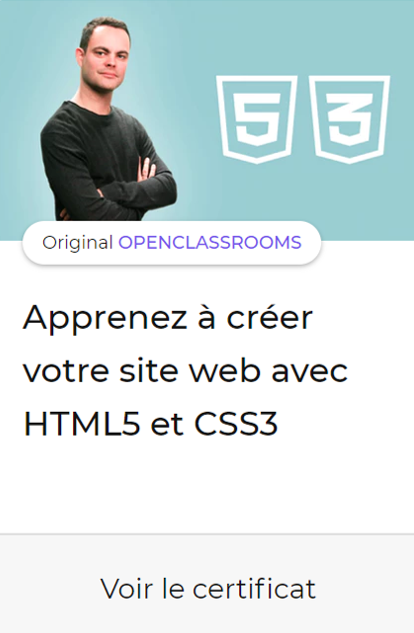 5 3
Original OPENCLASSROOMS
Apprenez à créer
votre site web avec
HTML5 et CSS3
Voir le certificat